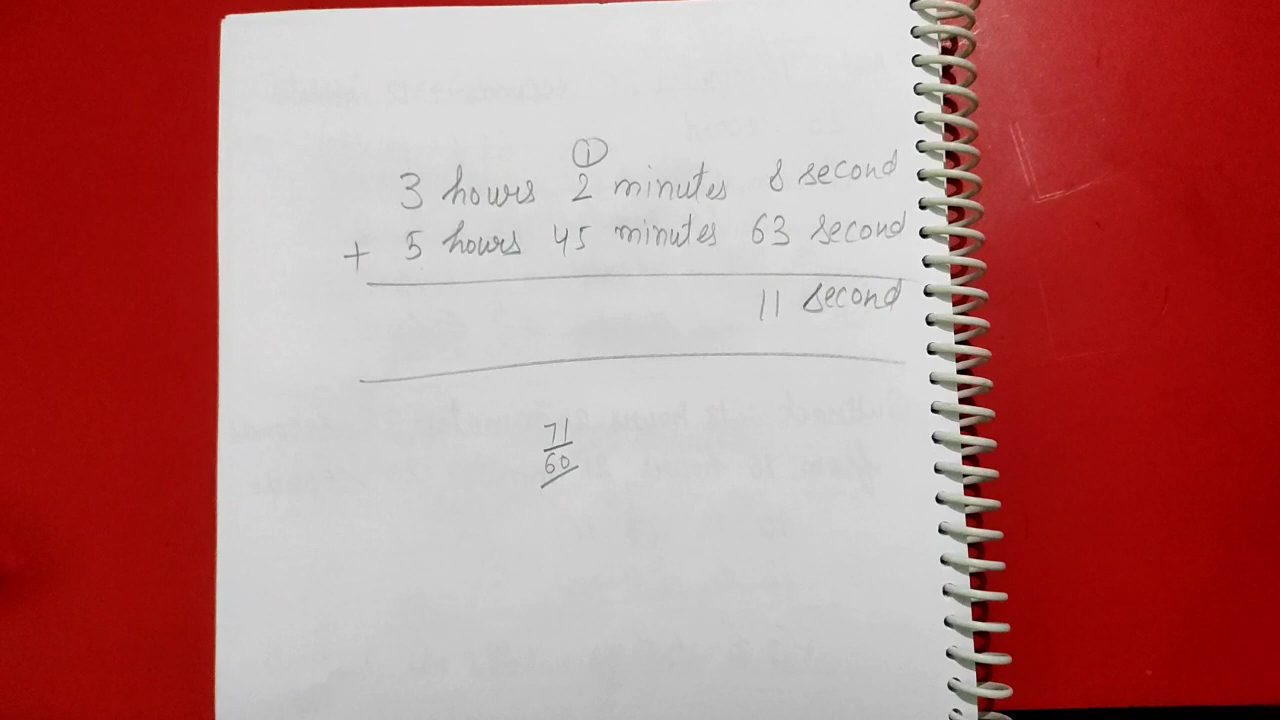 ①
3 hours 2 minutes 8 second
+ 5 hours 45 minutes 63 second
11 second
71
60